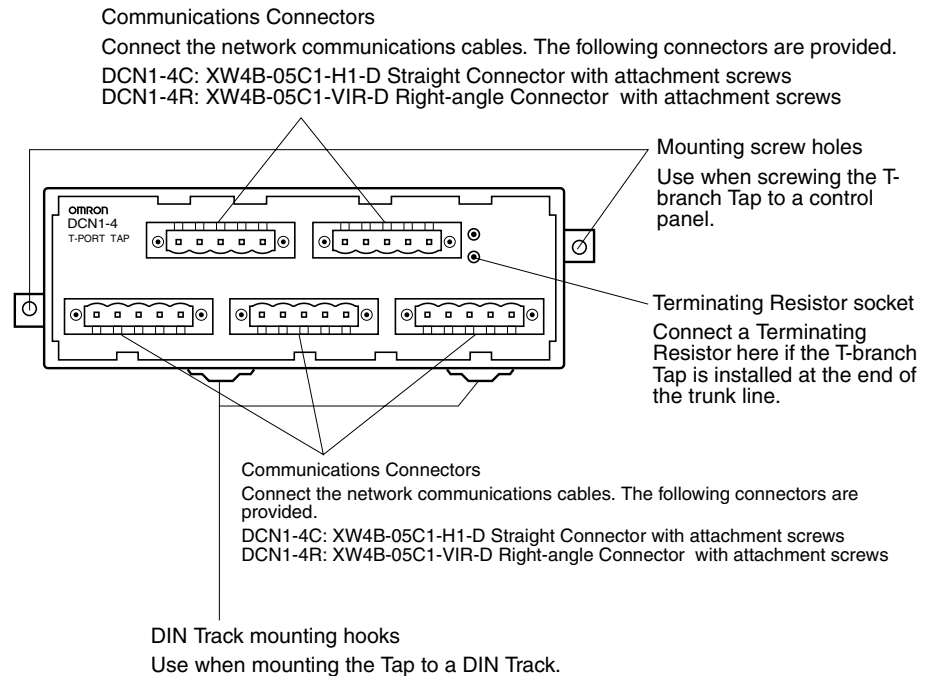 Communications Connectors
Connect the network communications cables. The following connectors are provided.
DCN1-4C: XW4B-05C1-H1-D Straight Connector with attachment screws
DCN1-4R: XW4B-05C1-VIR-D Right-angle Connector with attachment screws
Mounting screw holes
Use when screwing the T-
branch Tap to a control
panel.
OMRON
DCN1-4
T-PORT TAP
Terminating Resistor socket
Connect a Terminating
Resistor here if the T-branch
Tap is installed at the end of
the trunk line.
Communications Connectors
Connect the network communications cables. The following connectors are
provided.
DCN1-4C: XW4B-05C1-H1-D Straight Connector with attachment screws
DCN1-4R: XW4B-05C1-VIR-D Right-angle Connector with attachment screws
DIN Track mounting hooks
Use when mounting the Tap to a DIN Track.